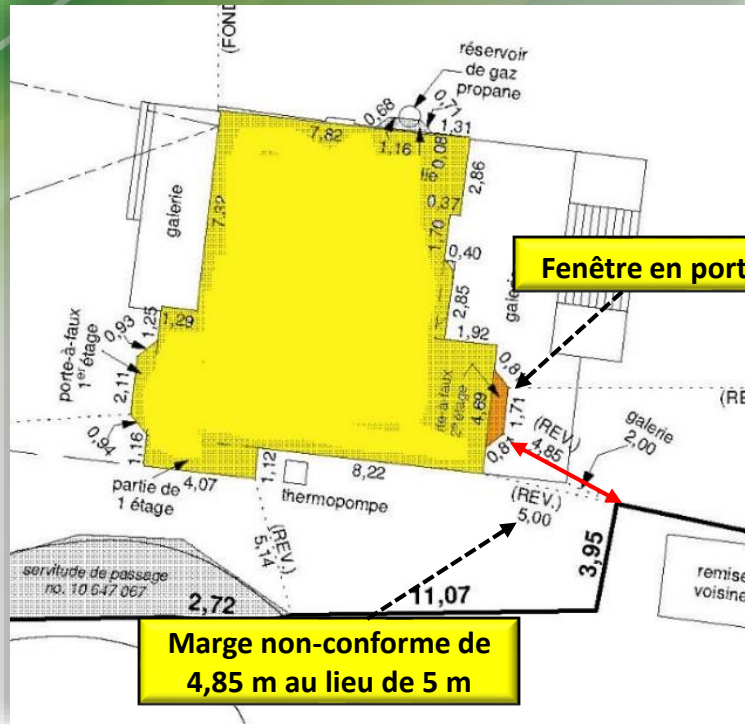 (FOND
réservoir
de gaz
propane
0,68
0,71
1,31
7,82
1,16
0,08
2,86
galerie
7,32
0,37
1,70
0,40
Fenêtre en port
2,85
1,92
0,93
1,25
1,29
porte-à-faux
1er étage
2,11
0,94
1,16
4,69
2e étage
1,71
0,81
(REV.)
4,85
galerie
2,00
(RE
partie de
1 étage
4,07
1,12
thermopompe
8,22
(REV.)
5,00
(REV.)
5,14
3,95
servitude de passage
no. 10 647 067
2,72
11,07
remise
voisine
Marge non-conforme de
4,85 m au lieu de 5 m